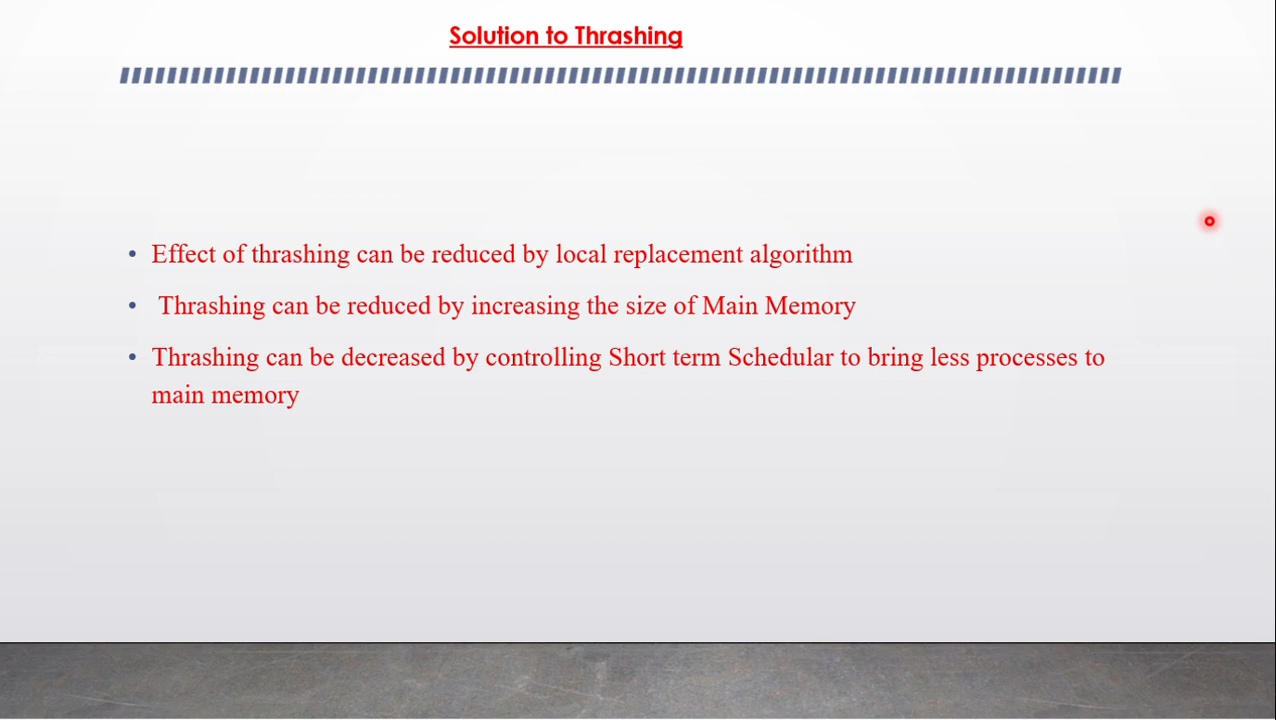 Solution to Thrashing
• Effect of thrashing can be reduced by local replacement algorithm
• Thrashing can be reduced by increasing the size of Main Memory
• Thrashing can be decreased by controlling Short term Schedular to bring less processes to
main memory